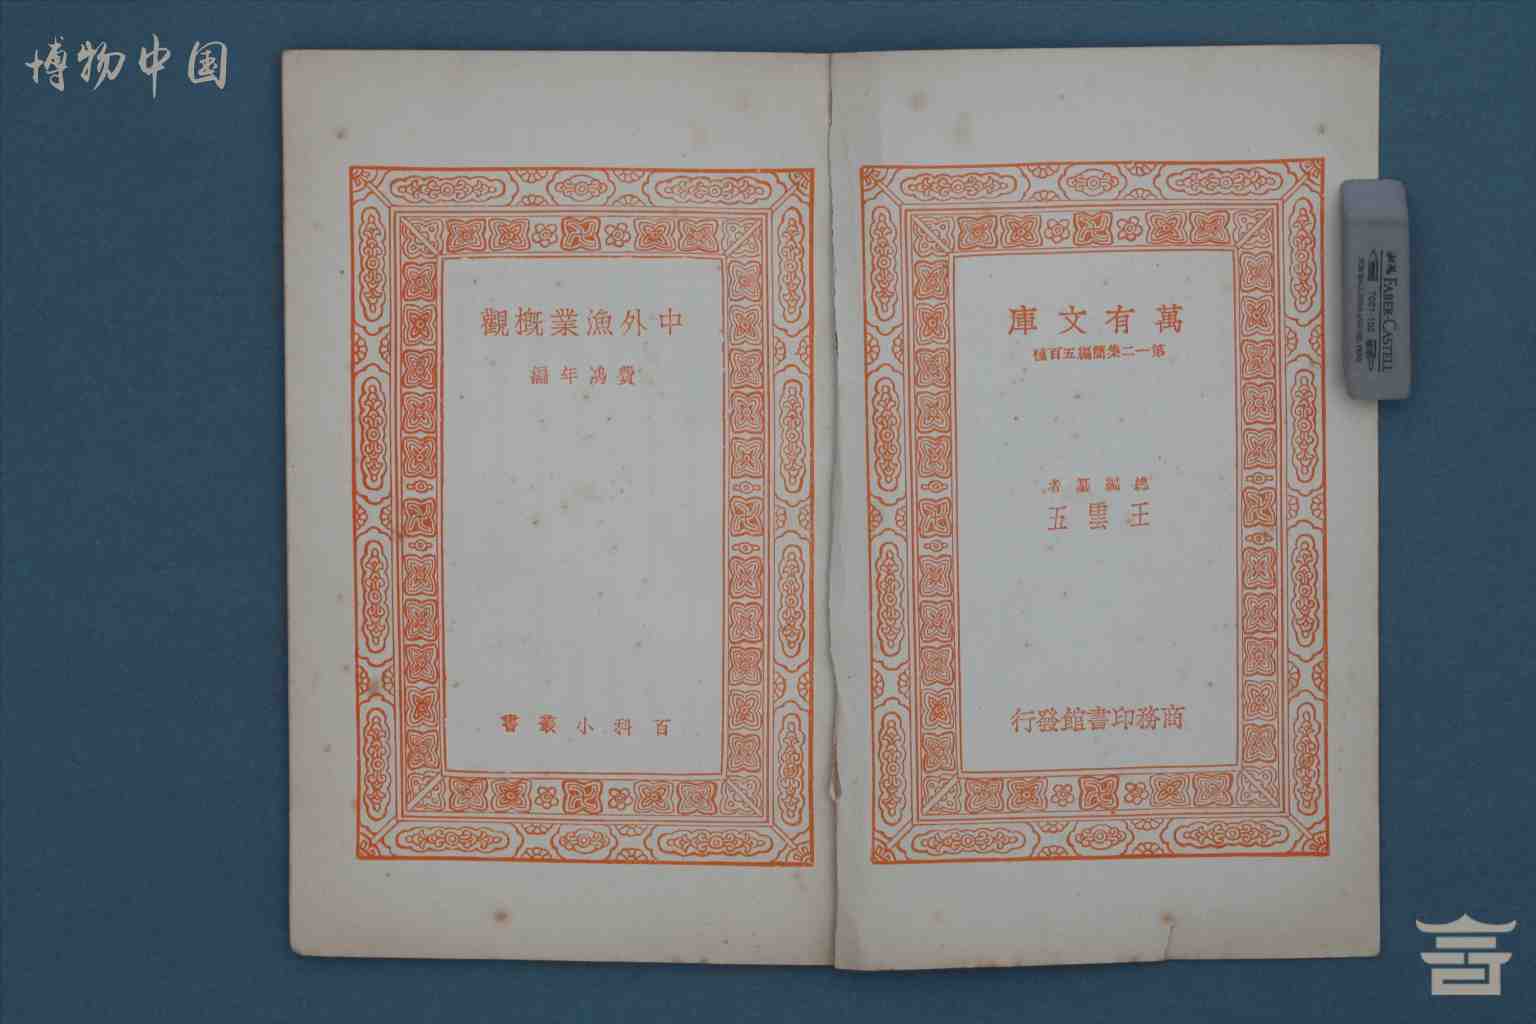 博物中国
萬有文庫
第一二集簡編五百種
總編纂者
王雲五
商務印書館發行
中外漁業概觀
費鴻年編
百科小叢書
FABER-CASTELL